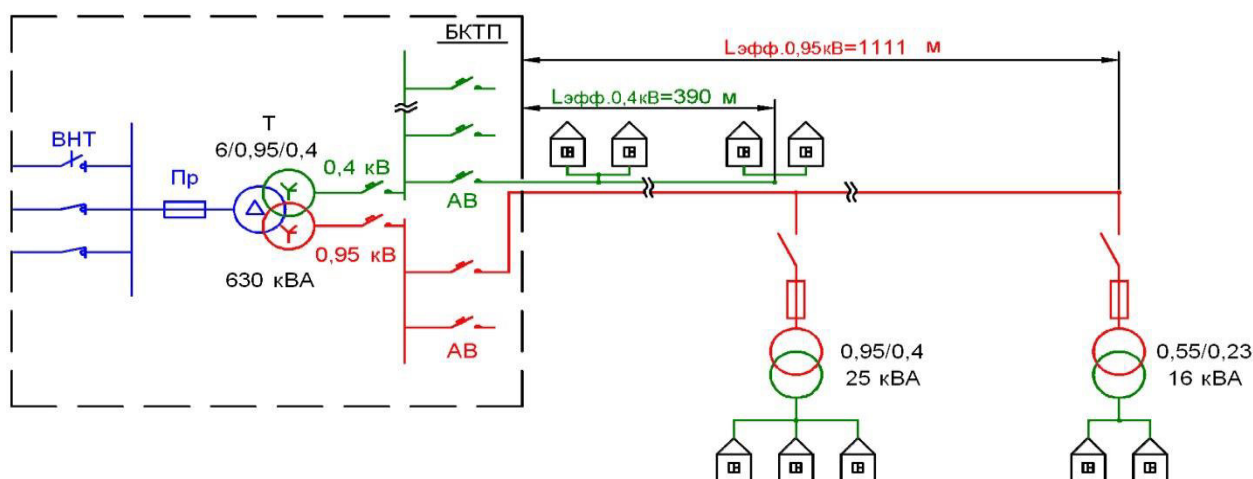 БКТП
Lэфф.0,95кВ=1111 м
Lэфф.0,4кВ=390 м
ВНТ
Т
6/0,95/0,4
Пр
0,4 кВ
АВ
0,95 кВ
630 кВА
АВ
0,95/0,4
25 кВА
0,55/0,23
16 кВА